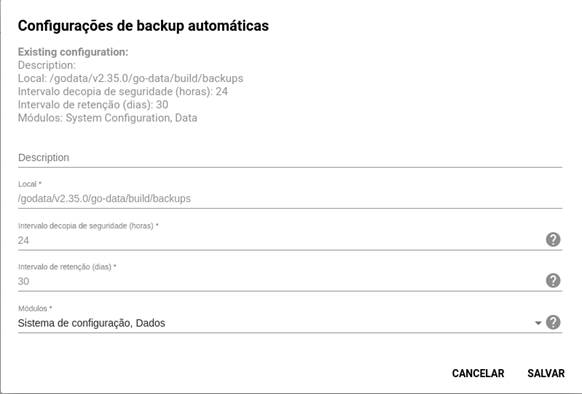 Configurações de backup automáticas
Existing configuration:
Description:
Local: /godata/v2.35.0/go-data/build/backups
Intervalo decopia de seguridade (horas): 24
Intervalo de retención (dias): 30
Módulos: System Configuration, Data
Description
Local *
/godata/v2.35.0/go-data/build/backups
Intervalo decopia de seguridade (horas) *
24
Intervalo de retención (dias) *
30
Módulos *
Sistema de configuração, Dados
CANCELAR SALVAR